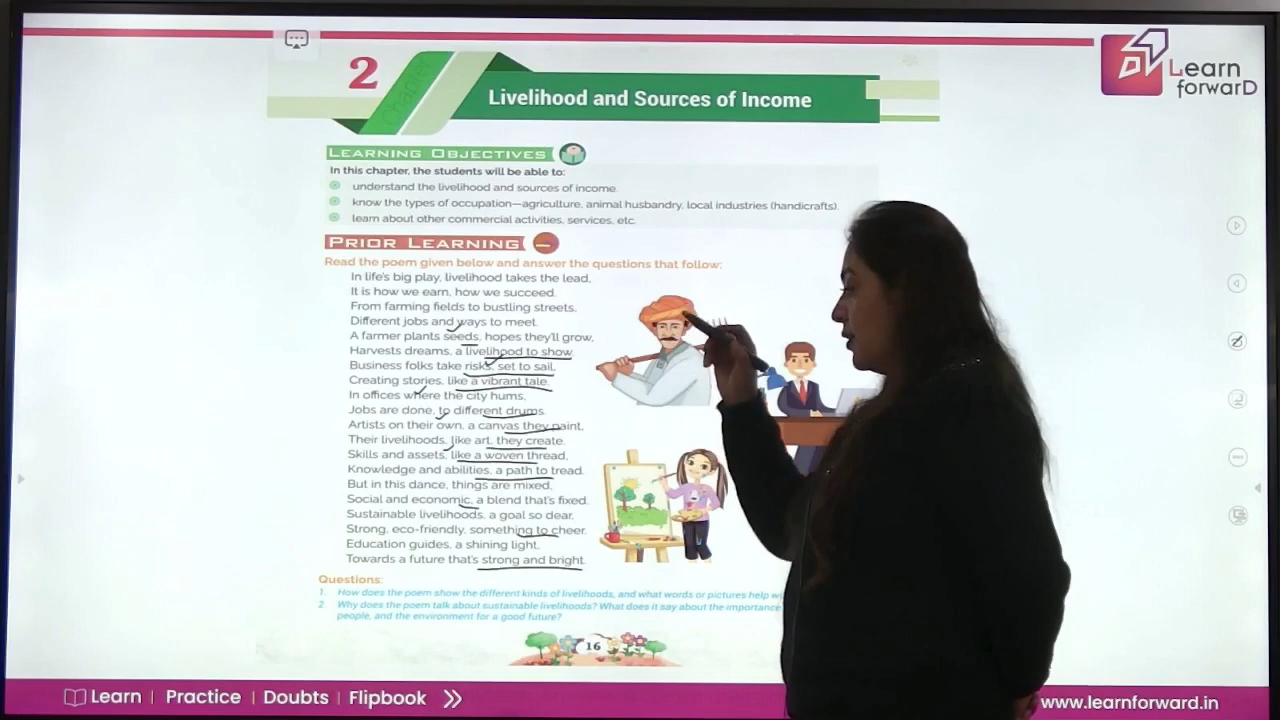 Learn
forwarD
2
Chapter
Livelihood and Sources of Income
LEARNING OBJECTIVES
In this chapter, the students will be able to:
understand the livelihood and sources of income.
know the types of occupation—agriculture, animal husbandry, local industries (handicrafts).
learn about other commercial activities, services, etc.
PRIOR LEARNING
Read the poem given below and answer the questions that follow:
In life's big play, livelihood takes the lead,
It is how we earn, how we succeed.
From farming fields to bustling streets,
Different jobs and ways to meet.
A farmer plants seeds, hopes they'll grow,
Harvests dreams, a livelihood to show.
Business folks take risks, set to sail,
Creating stories, like a vibrant tale.
In offices where the city hums,
Jobs are done, to different drums.
Artists on their own, a canvas they paint,
Their livelihoods, like art, they create.
Skills and assets, like a woven thread,
Knowledge and abilities, a path to tread.
But in this dance, things are mixed,
Social and economic, a blend that's fixed.
Sustainable livelihoods, a goal so dear,
Strong, eco-friendly, something to cheer.
Education guides, a shining light,
Towards a future that's strong and bright.
Questions:
1. How does the poem show the different kinds of livelihoods, and what words or pictures help
2. Why does the poem talk about sustainable livelihoods? What does it say about the importance
people, and the environment for a good future?
16
Learn | Practice | Doubts | Flipbook
www.learnforward.in